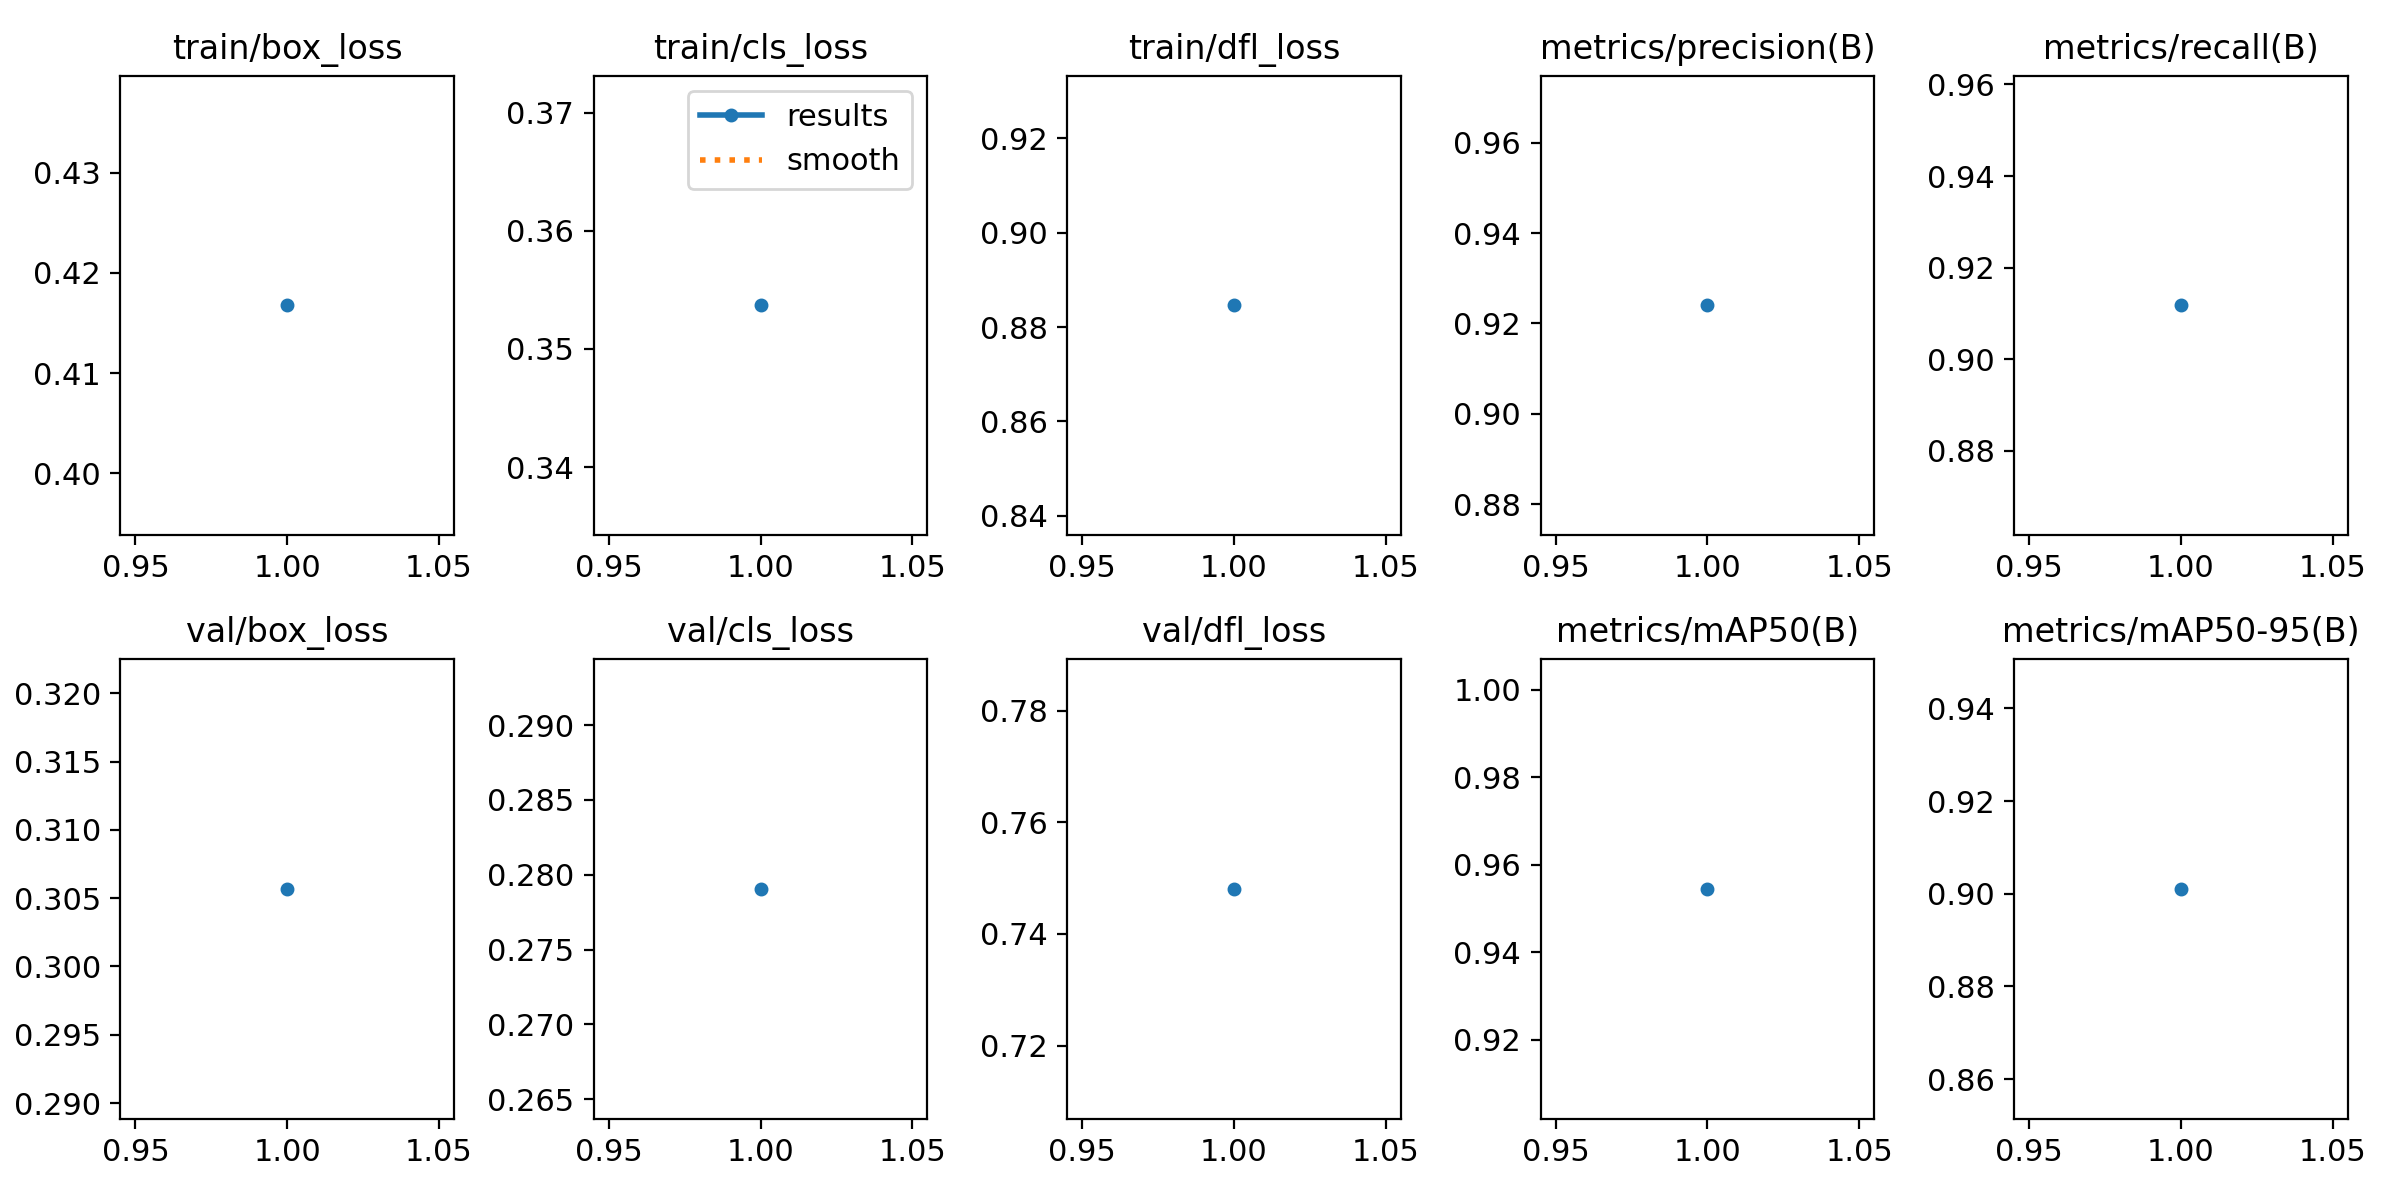 train/box_loss
train/cls_loss
train/dfl_loss
metrics/precision(B)
metrics/recall(B)
0.43
0.42
0.41
0.40
0.95 1.00 1.05
0.37
0.36
0.35
0.34
results
smooth
0.95 1.00 1.05
0.92
0.90
0.88
0.86
0.84
0.95 1.00 1.05
0.96
0.94
0.92
0.90
0.88
0.95 1.00 1.05
0.96
0.94
0.92
0.90
0.88
0.95 1.00 1.05
val/box_loss
val/cls_loss
val/dfl_loss
metrics/mAP50(B)
metrics/mAP50-95(B)
0.320
0.315
0.310
0.305
0.300
0.295
0.290
0.95 1.00 1.05
0.290
0.285
0.280
0.275
0.270
0.265
0.95 1.00 1.05
0.78
0.76
0.74
0.72
0.95 1.00 1.05
1.00
0.98
0.96
0.94
0.92
0.95 1.00 1.05
0.94
0.92
0.90
0.88
0.86
0.95 1.00 1.05